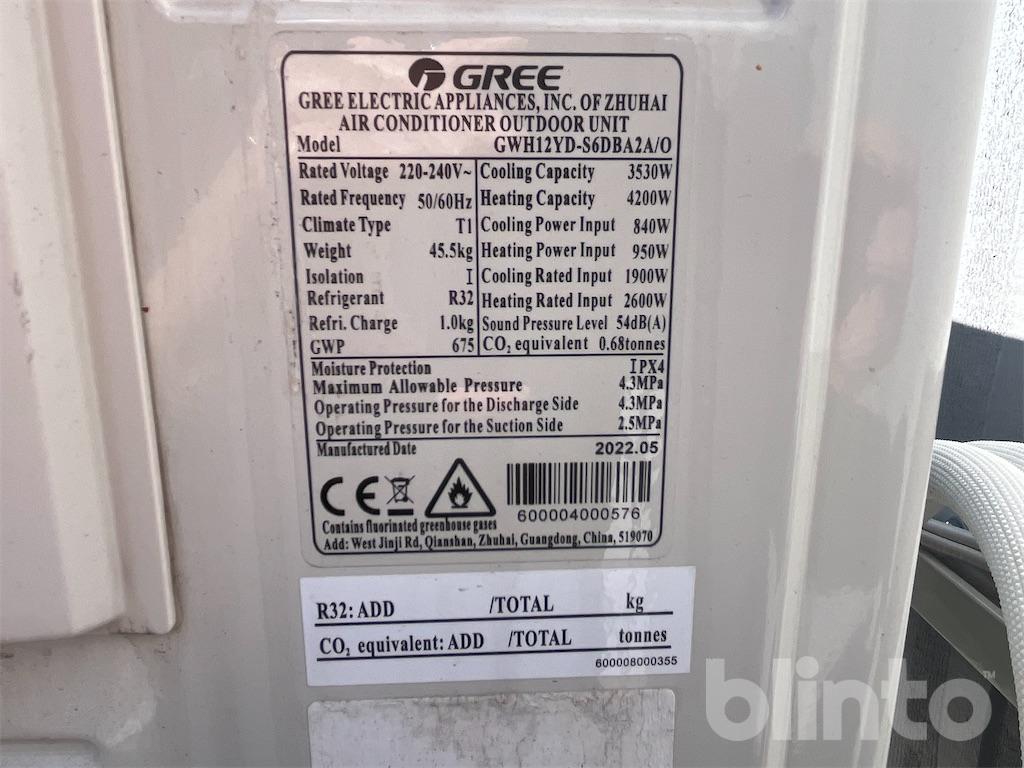 GREE
GREE ELECTRIC APPLIANCES, INC. OF ZHUHAI
AIR CONDITIONER OUTDOOR UNIT
Model GWH12YD-S6DBA2A/O
Rated Voltage 220-240V~ Cooling Capacity 3530W
Rated Frequency 50/60Hz Heating Capacity 4200W
Climate Type T1 Cooling Power Input 840W
Weight 45.5kg Heating Power Input 950W
Isolation I Cooling Rated Input 1900W
Refrigerant R32 Heating Rated Input 2600W
Refri. Charge 1.0kg Sound Pressure Level 54dB(A)
GWP 675 CO₂ equivalent 0.68tonnes
Moisture Protection IPX4
Maximum Allowable Pressure 4.3MPa
Operating Pressure for the Discharge Side 4.3MPa
Operating Pressure for the Suction Side 2.5MPa
Manufactured Date 2022.05
CE
600004000576
Contains fluorinated greenhouse gases
Add: West Jinji Rd, Qianshan, Zhuhai, Guangdong, China, 519070
R32: ADD /TOTAL kg
CO₂ equivalent: ADD /TOTAL tonnes
600008000355
blinto™